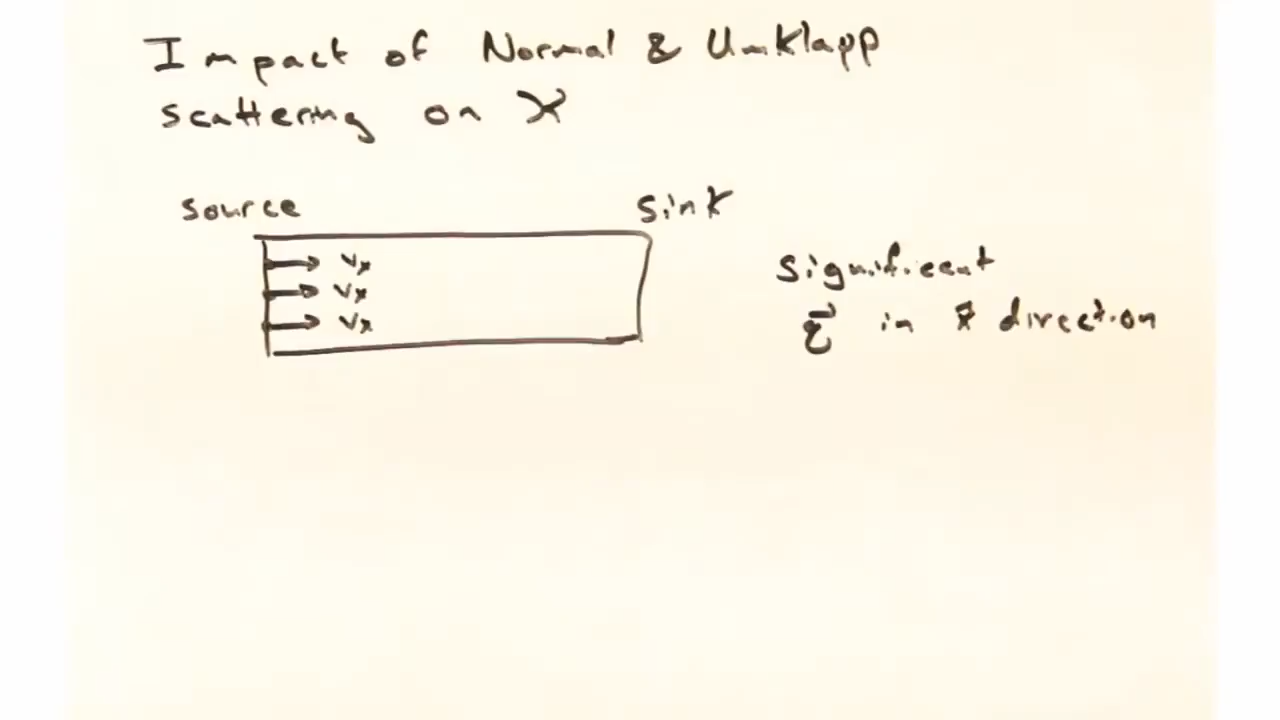 Impact of Normal & Umklapp
scattering on ϰ
source
sink
vₓ
vₓ
vₓ
significant
q⃗ in x̂ direction